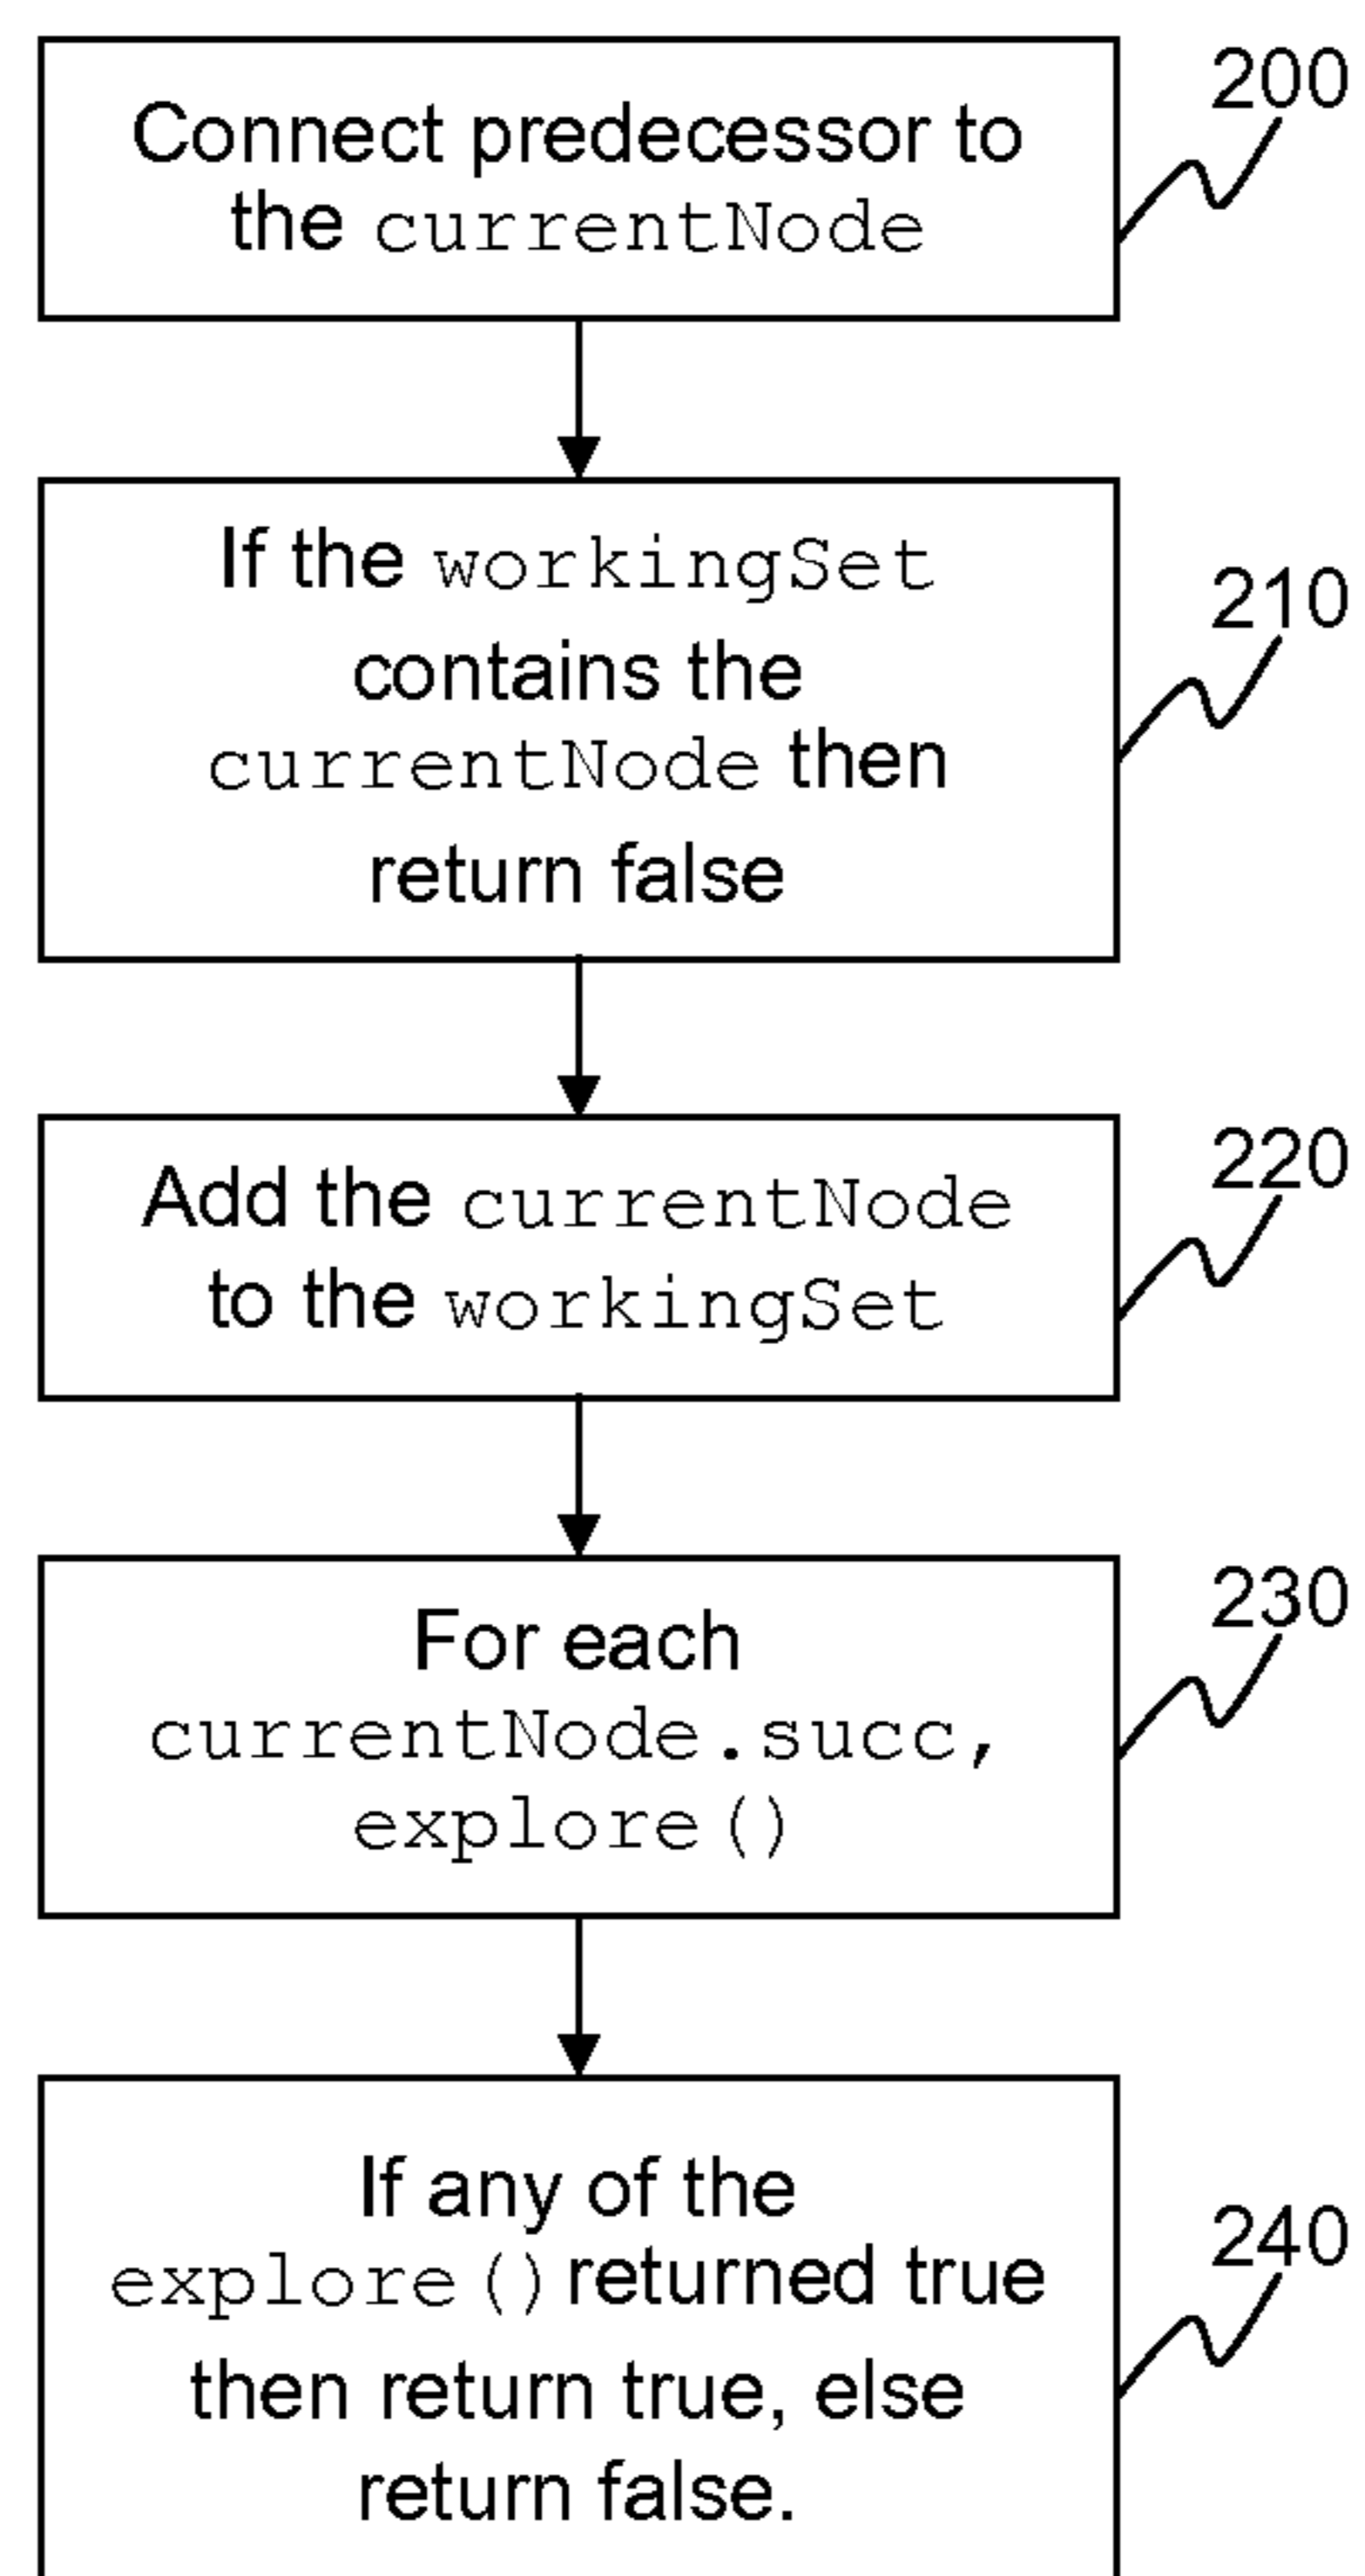 200
Connect predecessor to
the currentNode
If the workingSet
210
contains the
currentNode then
return false
220
Add the currentNode
to the workingSet
230
For each
currentNode.succ,
explore()
If any of the
240
explore() returned true
then return true, else
return false.